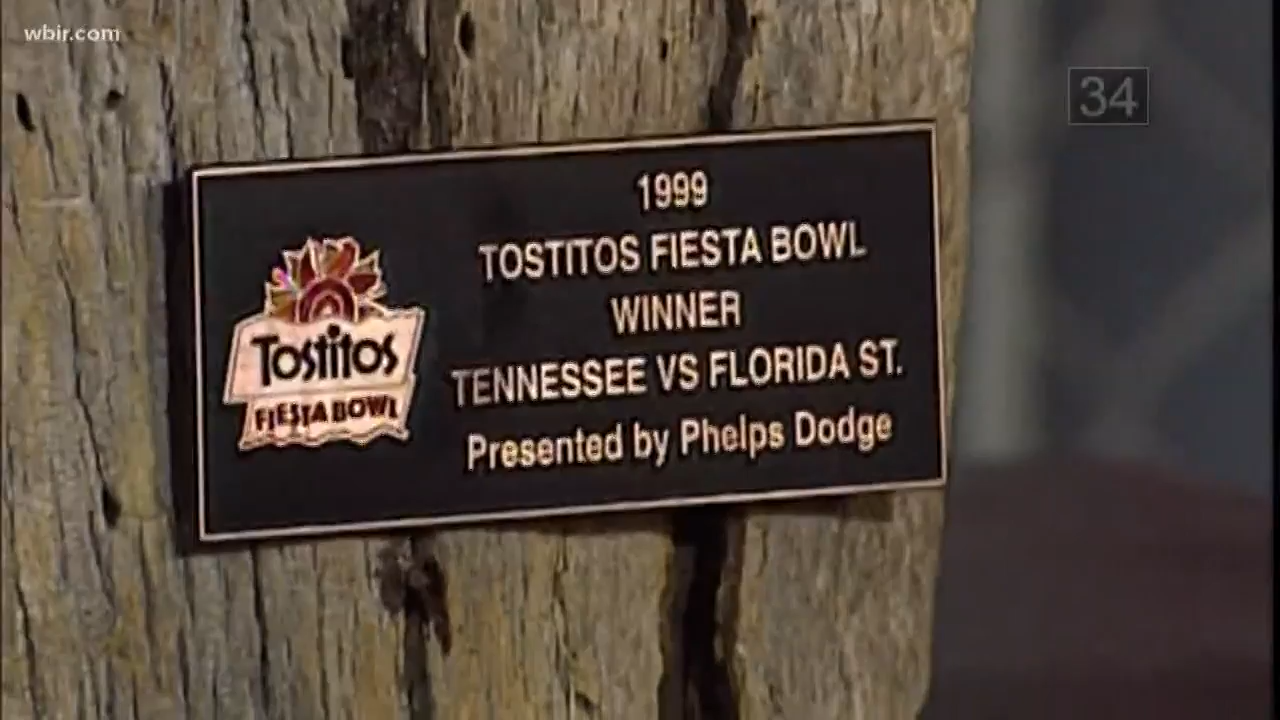 wbir.com
34
1999
TOSTITOS FIESTA BOWL
WINNER
TENNESSEE VS FLORIDA ST.
Presented by Phelps Dodge
Tostitos
FIESTA BOWL